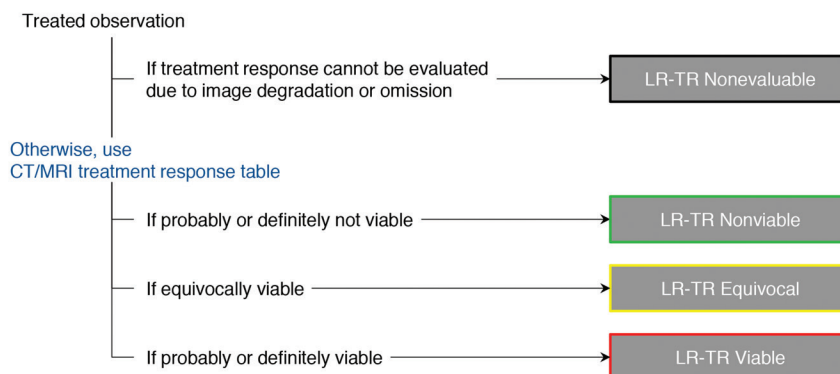 Treated observation
If treatment response cannot be evaluated
due to image degradation or omission
LR-TR Nonevaluable
Otherwise, use
CT/MRI treatment response table
If probably or definitely not viable
LR-TR Nonviable
If equivocally viable
LR-TR Equivocal
If probably or definitely viable
LR-TR Viable